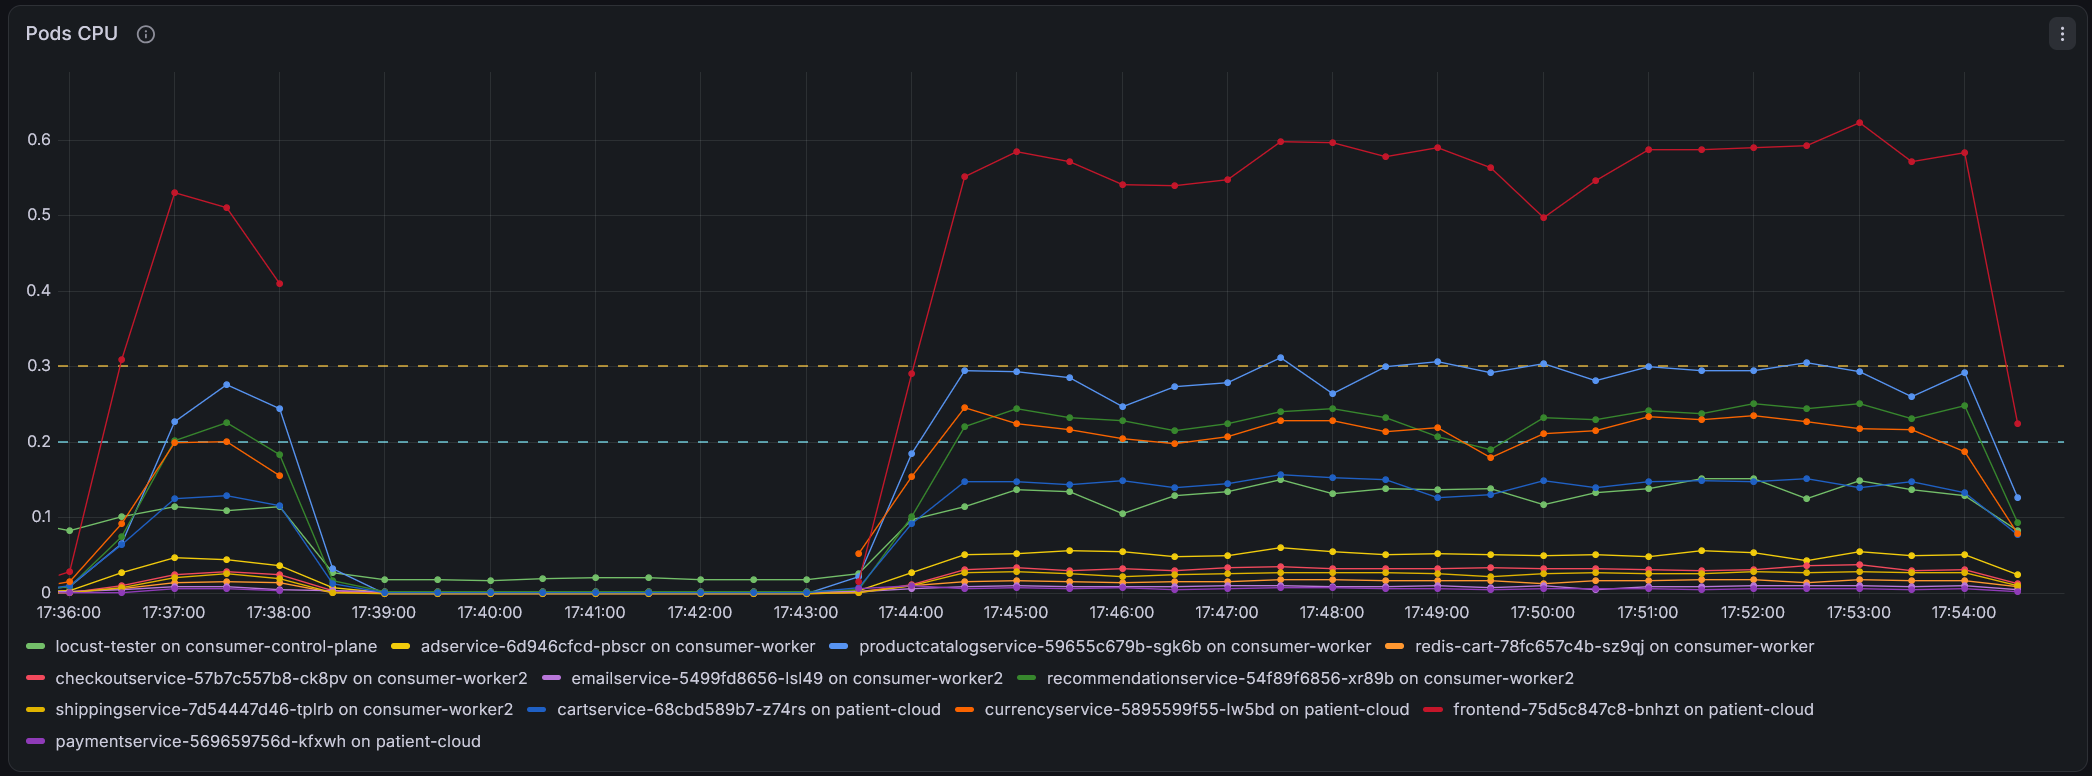 Pods CPU
0.6
0.5
0.4
0.3
0.2
0.1
0
17:36:00 17:37:00 17:38:00 17:39:00 17:40:00 17:41:00 17:42:00 17:43:00 17:44:00 17:45:00 17:46:00 17:47:00 17:48:00 17:49:00 17:50:00 17:51:00 17:52:00 17:53:00 17:54:00
locust-tester on consumer-control-plane adservice-6d946cfcd-pbscr on consumer-worker productcatalogservice-59655c679b-sgk6b on consumer-worker redis-cart-78fc657c4b-sz9qj on consumer-worker
checkoutservice-57b7c557b8-ck8pv on consumer-worker2 emailservice-5499fd8656-lsl49 on consumer-worker2 recommendationservice-54f89f6856-xr89b on consumer-worker2
shippingservice-7d54447d46-tplrb on consumer-worker2 cartservice-68cbd589b7-z74rs on patient-cloud currencyservice-5895599f55-lw5bd on patient-cloud frontend-75d5c847c8-bnhzt on patient-cloud
paymentservice-569659756d-kfxwh on patient-cloud